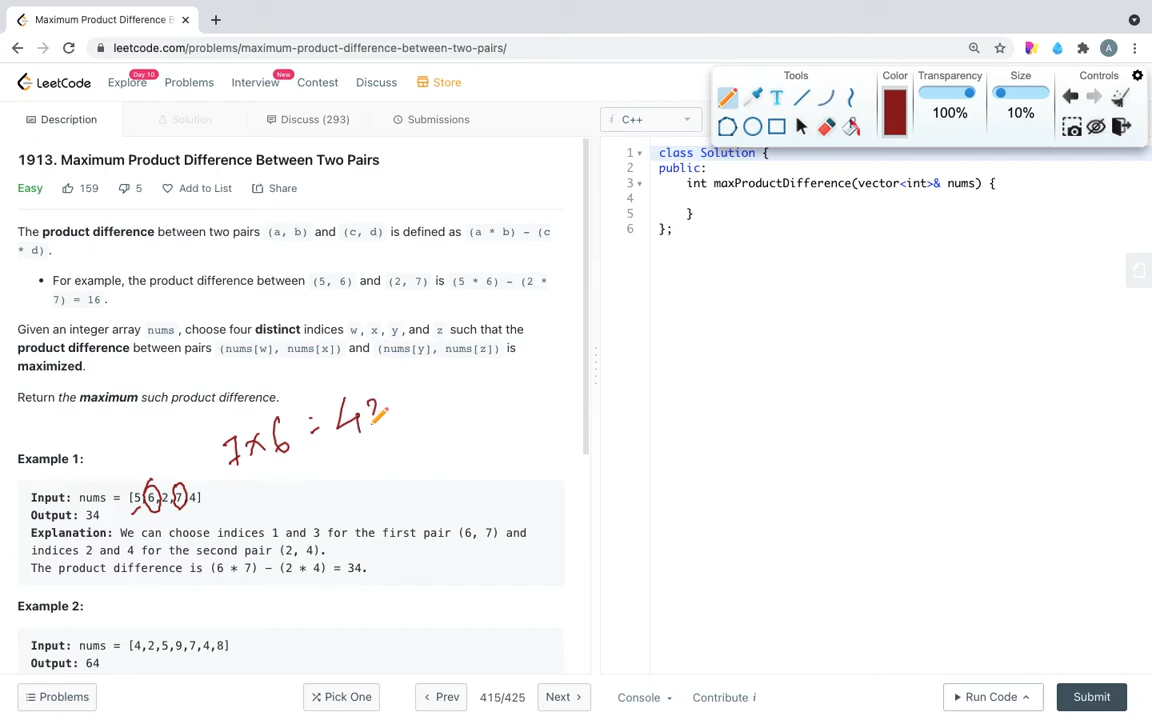 Maximum Product Difference B
leetcode.com/problems/maximum-product-difference-between-two-pairs/
A
LeetCode
Explore
Day 10
Problems
Interview
New
Contest
Discuss
Store
Tools
Color
Transparency
Size
Controls
T
100%
10%
Description
Solution
Discuss (293)
Submissions
i C++
1913. Maximum Product Difference Between Two Pairs
Easy
159
5
Add to List
Share
The product difference between two pairs (a, b) and (c, d) is defined as (a * b) - (c
* d).
• For example, the product difference between (5, 6) and (2, 7) is (5 * 6) - (2 *
7) = 16.
Given an integer array nums, choose four distinct indices w, x, y, and z such that the
product difference between pairs (nums[w], nums[x]) and (nums[y], nums[z]) is
maximized.
Return the maximum such product difference.
7 × 6 = 42
Example 1:
Input: nums = [5,6,2,7,4]
Output: 34
Explanation: We can choose indices 1 and 3 for the first pair (6, 7) and
indices 2 and 4 for the second pair (2, 4).
The product difference is (6 * 7) - (2 * 4) = 34.
Example 2:
Input: nums = [4,2,5,9,7,4,8]
Output: 64
1 class Solution {
2 public:
3 int maxProductDifference(vector<int>& nums) {
4
5 }
6 };
Problems
Pick One
Prev
415/425
Next
Console
Contribute i
Run Code
Submit